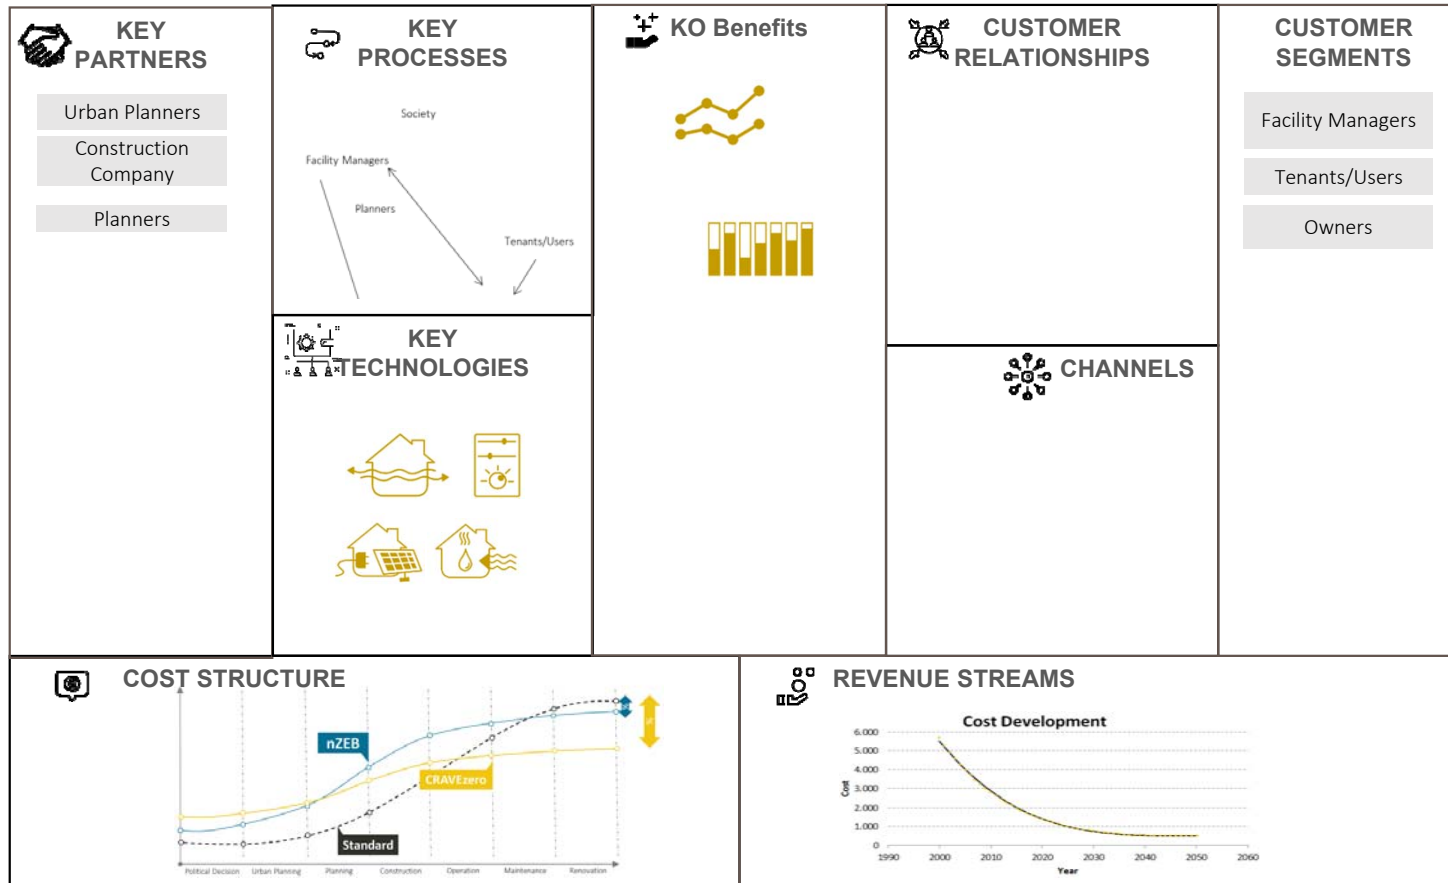 KEY
PARTNERS
Urban Planners
Construction
Company
Planners
KEY
PROCESSES
Society
Facility Managers
Planners
Tenants/Users
KEY
TECHNOLOGIES
KO Benefits
CUSTOMER
RELATIONSHIPS
CHANNELS
CUSTOMER
SEGMENTS
Facility Managers
Tenants/Users
Owners
COST STRUCTURE
nZEB
CRAVEzero
Standard
Political Decision
Urban Planning
Planning
Construction
Operation
Maintenance
Renovation
REVENUE STREAMS
Cost Development
6.000
5.000
4.000
3.000
2.000
1.000
0
Cost
1990
2000
2010
2020
2030
2040
2050
2060
Year